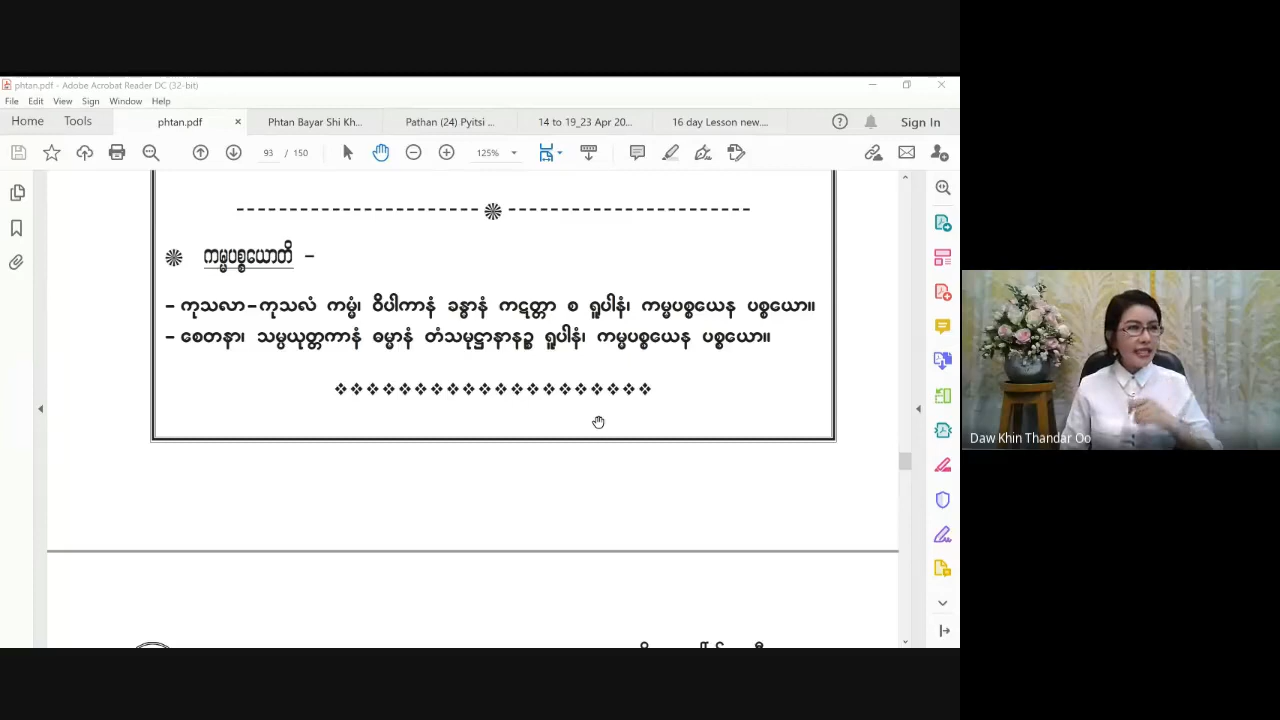 phtan.pdf - Adobe Acrobat Reader DC (32-bit)
File Edit View Sign Window Help
Home Tools phtan.pdf × Phtan Bayar Shi Kh... Pathan (24) Pyitsi ... 14 to 19_23 Apr 20... 16 day Lesson new.... Sign In
93 / 150 125%
ကမ္မပစ္စယောတိ –
– ကုသလာ–ကုသလံ ကမ္မံ၊ ဝိပါကာနံ ခန္ဓာနံ ကဋတ္တာ စ ရူပါနံ၊ ကမ္မပစ္စယေန ပစ္စယော။
– စေတနာ၊ သမ္ပယုတ္တကာနံ ဓမ္မာနံ တံသမုဋ္ဌာနာနဉ္စ ရူပါနံ၊ ကမ္မပစ္စယေန ပစ္စယော။
Daw Khin Thandar Oo